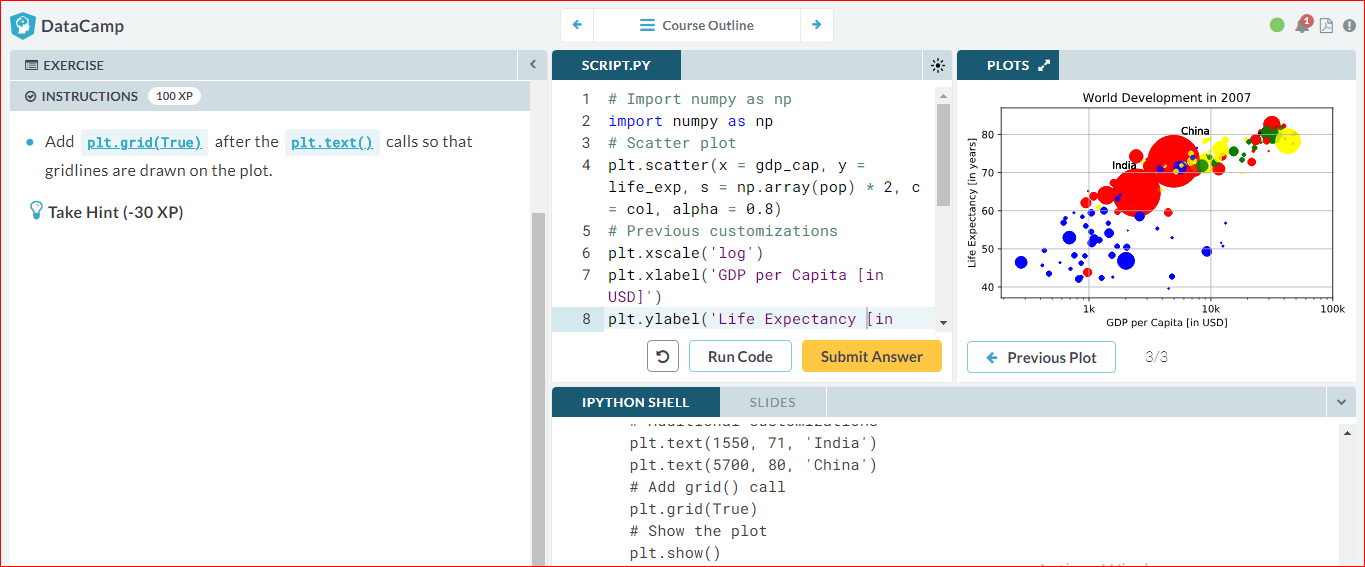 DataCamp
Course Outline
1
EXERCISE
INSTRUCTIONS
100 XP
Add plt.grid(True) after the plt.text() calls so that
gridlines are drawn on the plot.
Take Hint (-30 XP)
SCRIPT.PY
1 # Import numpy as np
2 import numpy as np
3 # Scatter plot
4 plt.scatter(x = gdp_cap, y =
life_exp, s = np.array(pop) * 2, c
= col, alpha = 0.8)
5 # Previous customizations
6 plt.xscale('log')
7 plt.xlabel('GDP per Capita [in
USD]')
8 plt.ylabel('Life Expectancy [in
Run Code
Submit Answer
PLOTS
World Development in 2007
Life Expectancy [in years]
80
70
60
50
40
China
India
1k 10k 100k
GDP per Capita [in USD]
Previous Plot
3/3
IPYTHON SHELL
SLIDES
# Additional customizations
plt.text(1550, 71, 'India')
plt.text(5700, 80, 'China')
# Add grid() call
plt.grid(True)
# Show the plot
plt.show()